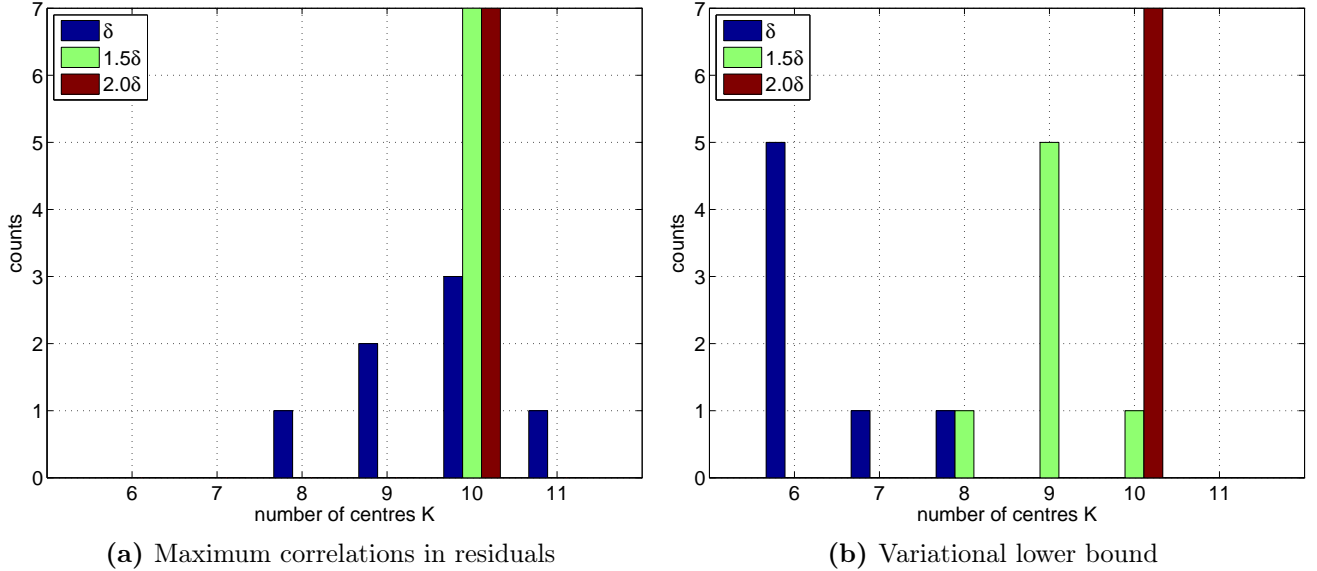 7
6
5
4
3
2
1
0
counts
δ
1.5δ
2.0δ
6 7 8 9 10 11
number of centres K
(a) Maximum correlations in residuals
7
6
5
4
3
2
1
0
counts
δ
1.5δ
2.0δ
6 7 8 9 10 11
number of centres K
(b) Variational lower bound